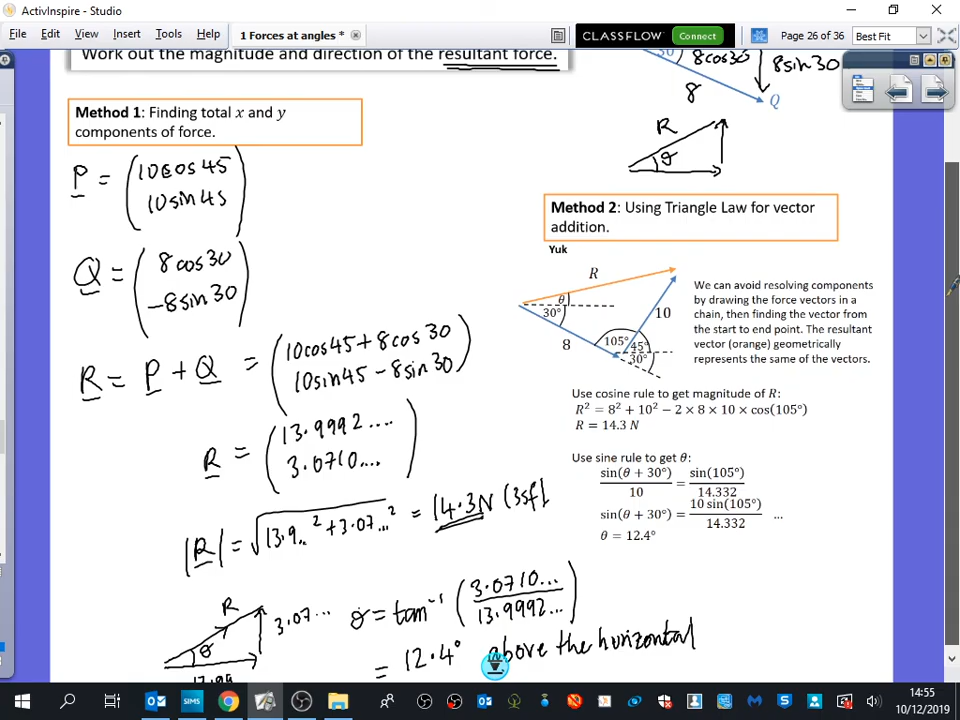 ActivInspire - Studio
File Edit View Insert Tools Help
1 Forces at angles *
CLASSFLOW Connect
Page 26 of 36
Best Fit
Work out the magnitude and direction of the resultant force.
30° 8cos30 8sin30
8 Q
R
θ
Method 1: Finding total x and y
components of force.
P = (10cos45
10sin45)
Q = (8cos30
-8sin30)
R = P + Q = (10cos45+8cos30
10sin45-8sin30)
R = (13.9992....
3.0710...)
|R| = √13.9..² + 3.07...² = 14.3N (3sf)
R
3.07...
θ
13.99
θ = tan⁻¹ (3.0710.../13.9992...)
= 12.4° above the horizontal
Method 2: Using Triangle Law for vector
addition.
Yuk
R
θ
30°
10
8
105°
45°
30°
We can avoid resolving components
by drawing the force vectors in a
chain, then finding the vector from
the start to end point. The resultant
vector (orange) geometrically
represents the same of the vectors.
Use cosine rule to get magnitude of R:
R² = 8² + 10² − 2 × 8 × 10 × cos(105°)
R = 14.3 N
Use sine rule to get θ:
sin(θ + 30°)/10 = sin(105°)/14.332
sin(θ + 30°) = 10 sin(105°)/14.332 ...
θ = 12.4°
SIMS
14:55
10/12/2019